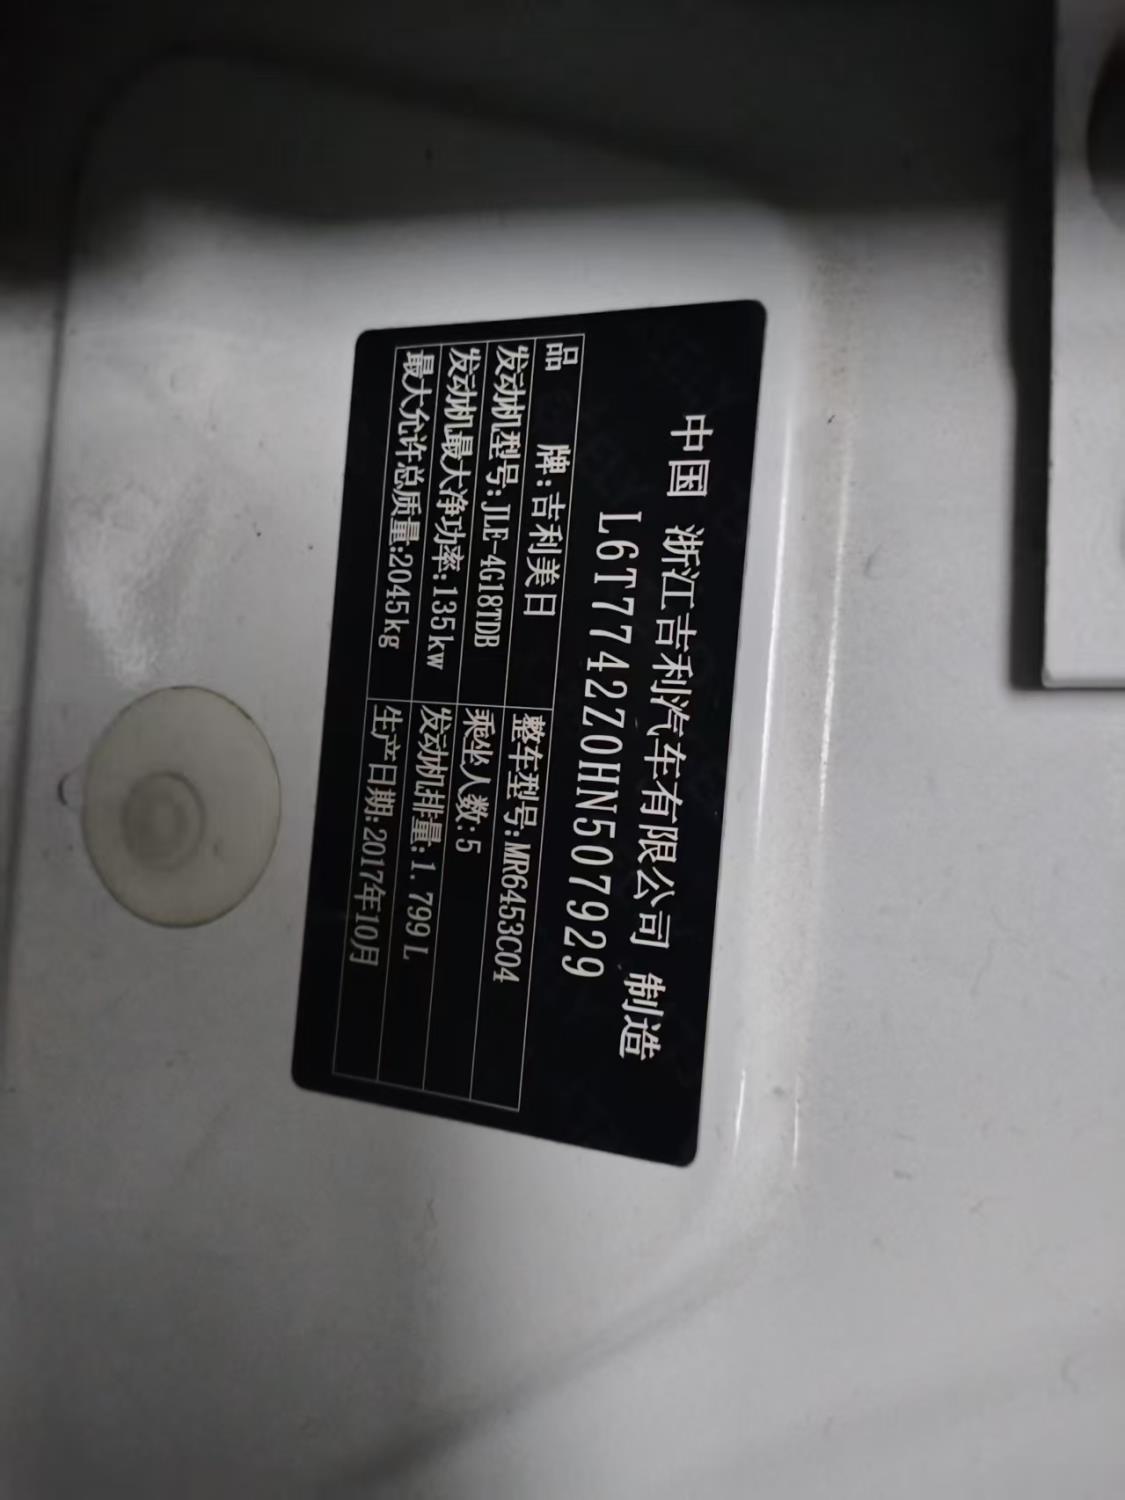 中国 浙江吉利汽车有限公司 制造
L6T7742Z0HN507929
品 牌:吉利美日 整车型号:MR6453C04
发动机型号:JLE-4G18TDB 乘坐人数:5
发动机最大净功率:135kw 发动机排量:1.799L
最大允许总质量:2045kg 生产日期:2017年10月